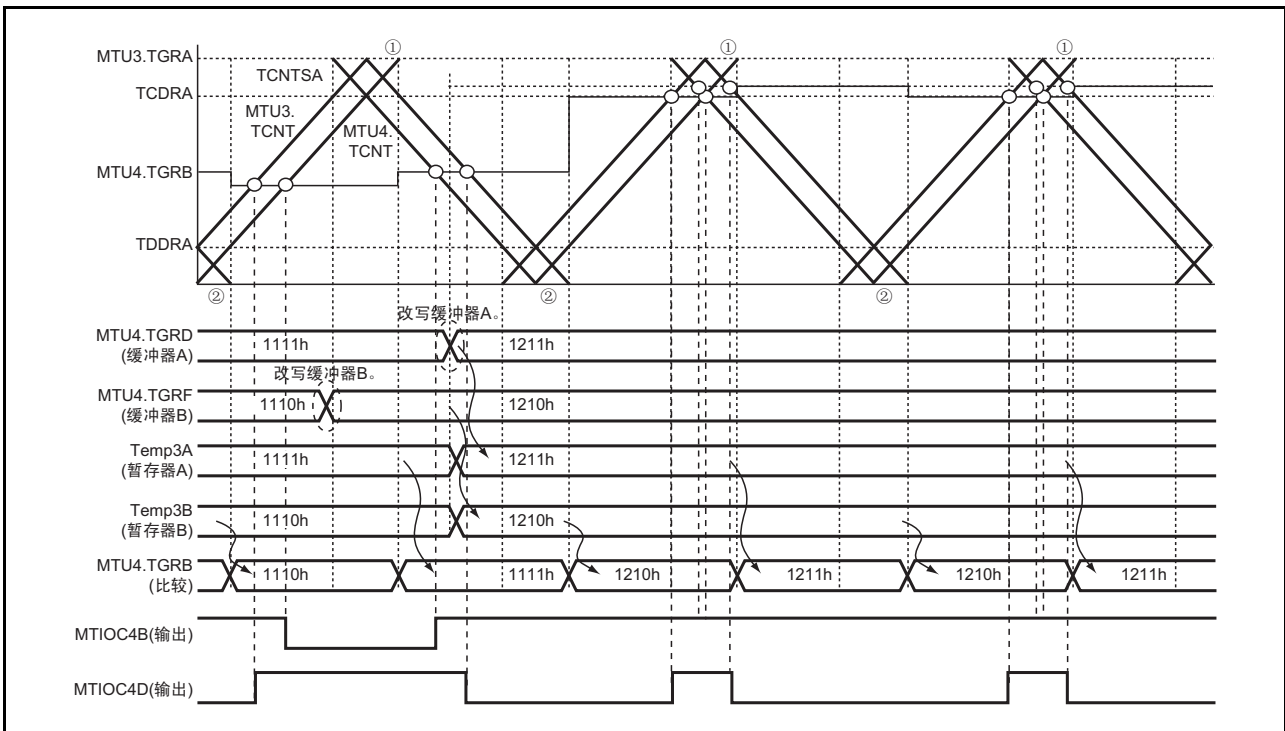 ①
①
①
MTU3.TGRA
TCNTSA
TCDRA
MTU3.
TCNT
MTU4.
TCNT
MTU4.TGRB
TDDRA
②
②
②
改写缓冲器A。
MTU4.TGRD
(缓冲器A)
1111h
1211h
改写缓冲器B。
MTU4.TGRF
(缓冲器B)
1110h
1210h
Temp3A
(暂存器A)
1111h
1211h
Temp3B
(暂存器B)
1110h
1210h
MTU4.TGRB
(比较)
1110h
1111h
1210h
1211h
1210h
1211h
MTIOC4B(输出)
MTIOC4D(输出)